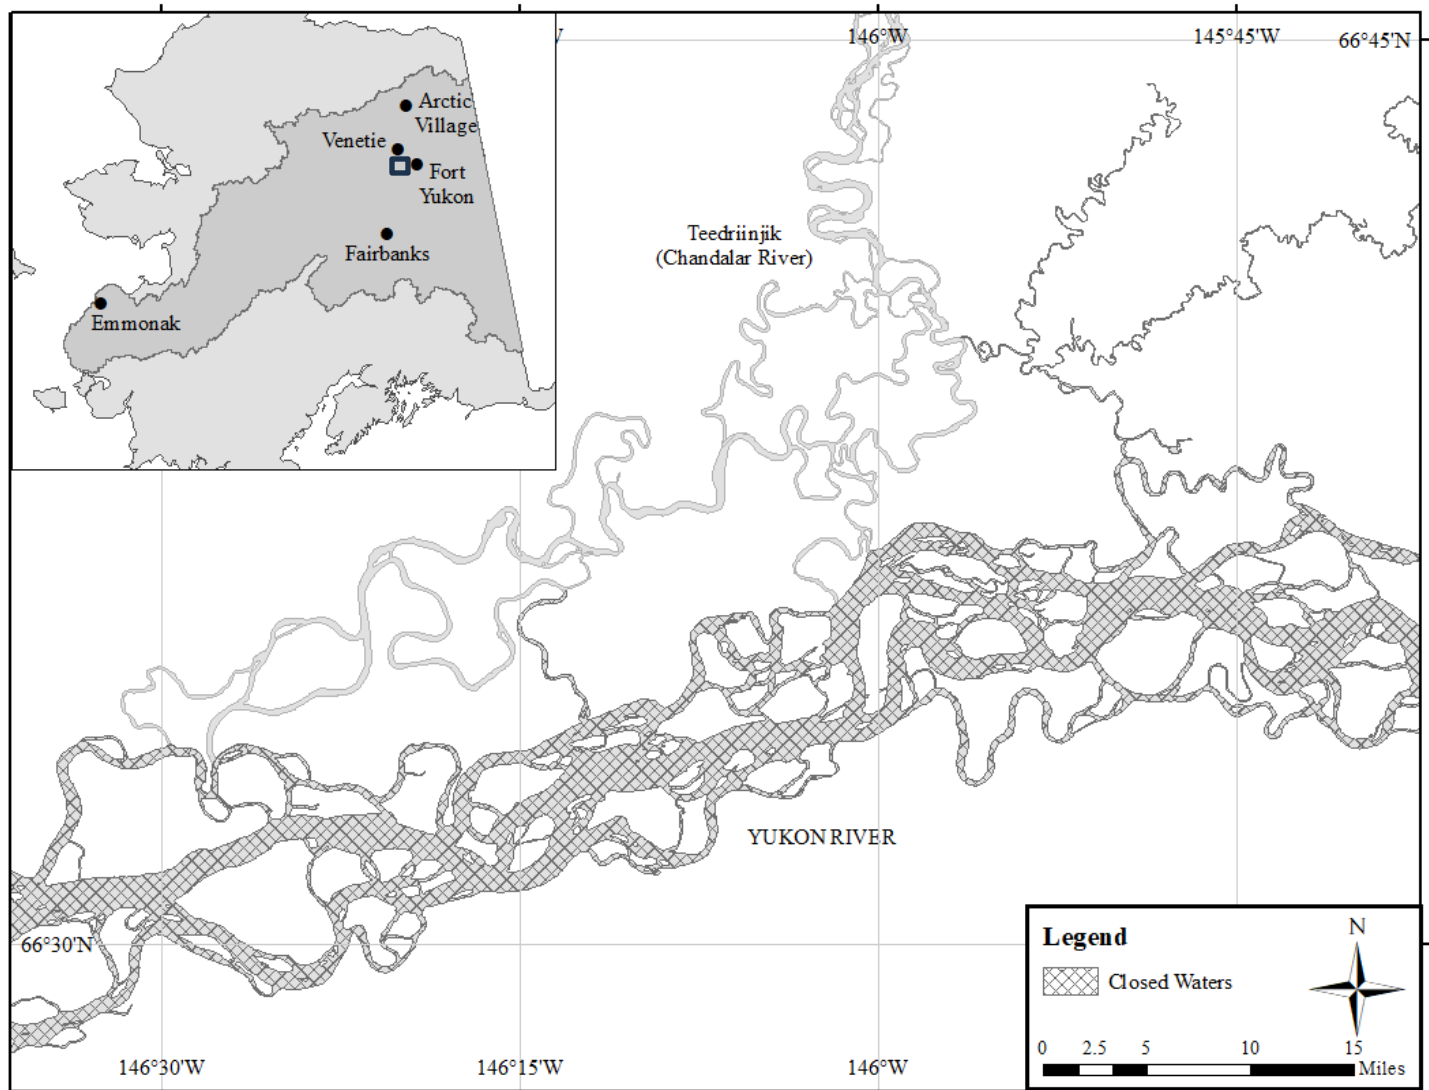 W
146°W
145°45'W
66°45'N
Arctic
Village
Venetie
Fort
Yukon
Fairbanks
Emmonak
Teedriinjik
(Chandalar River)
YUKON RIVER
66°30'N
146°30'W
146°15'W
146°W
Legend
Closed Waters
N
0 2.5 5 10 15
Miles